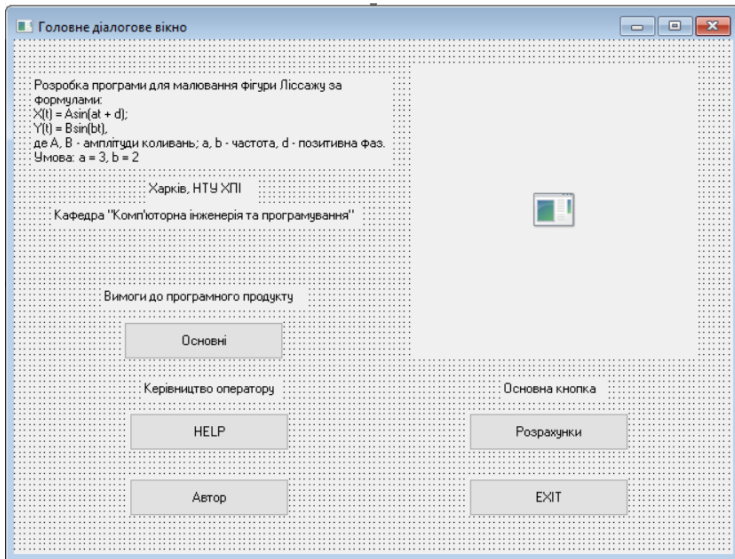 Головне діалогове вікно
Розробка програми для малювання фігури Ліссажу за
формулами:
X(t) = Asin(at + d);
Y(t) = Bsin(bt),
де A, B - амплітуди коливань; a, b - частота, d - позитивна фаз.
Умова: a = 3, b = 2
Харків, НТУ ХПІ
Кафедра "Комп'юторна інженерія та програмування"
Вимоги до програмного продукту
Основні
Керівництво оператору
Основна кнопка
HELP
Розрахунки
Автор
EXIT